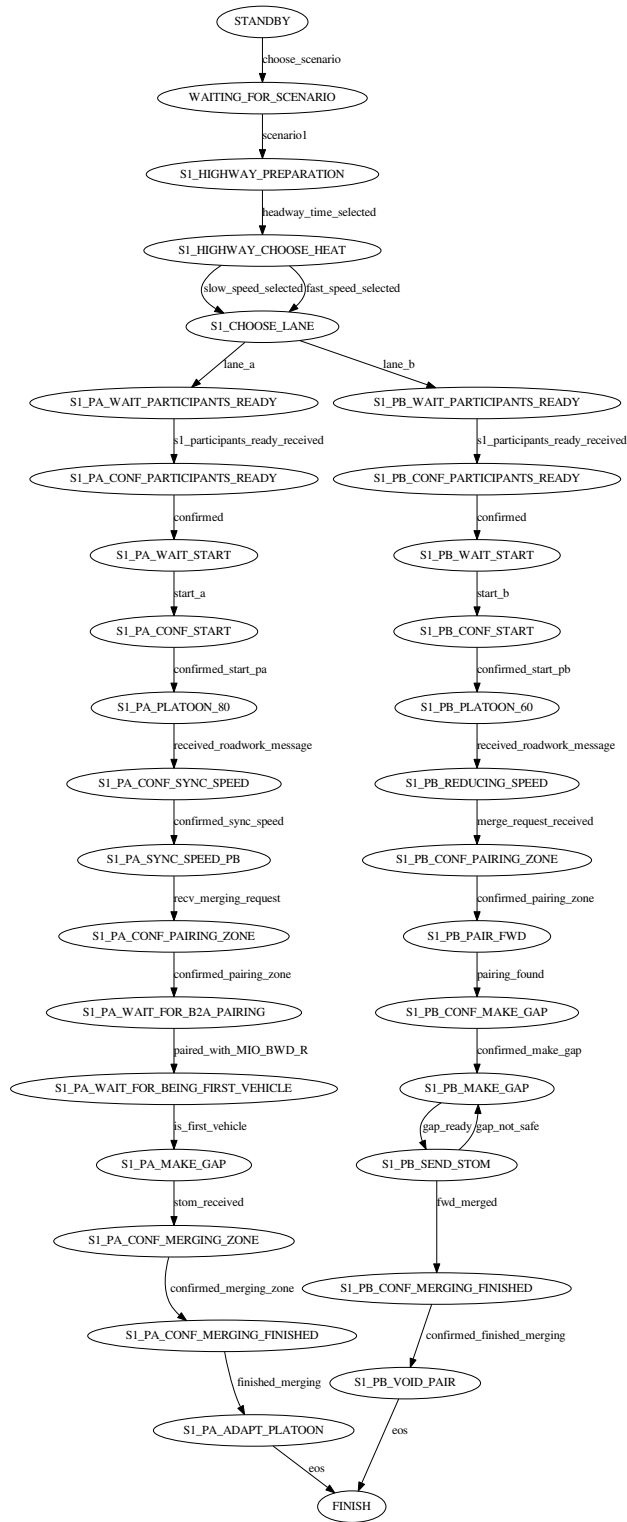 STANDBY
choose_scenario
WAITING_FOR_SCENARIO
scenario1
S1_HIGHWAY_PREPARATION
headway_time_selected
S1_HIGHWAY_CHOOSE_HEAT
slow_speed_selected fast_speed_selected
S1_CHOOSE_LANE
lane_a lane_b
S1_PA_WAIT_PARTICIPANTS_READY S1_PB_WAIT_PARTICIPANTS_READY
s1_participants_ready_received s1_participants_ready_received
S1_PA_CONF_PARTICIPANTS_READY S1_PB_CONF_PARTICIPANTS_READY
confirmed confirmed
S1_PA_WAIT_START S1_PB_WAIT_START
start_a start_b
S1_PA_CONF_START S1_PB_CONF_START
confirmed_start_pa confirmed_start_pb
S1_PA_PLATOON_80 S1_PB_PLATOON_60
received_roadwork_message received_roadwork_message
S1_PA_CONF_SYNC_SPEED S1_PB_REDUCING_SPEED
confirmed_sync_speed merge_request_received
S1_PA_SYNC_SPEED_PB S1_PB_CONF_PAIRING_ZONE
recv_merging_request confirmed_pairing_zone
S1_PA_CONF_PAIRING_ZONE S1_PB_PAIR_FWD
confirmed_pairing_zone pairing_found
S1_PA_WAIT_FOR_B2A_PAIRING S1_PB_CONF_MAKE_GAP
paired_with_MIO_BWD_R confirmed_make_gap
S1_PA_WAIT_FOR_BEING_FIRST_VEHICLE S1_PB_MAKE_GAP
is_first_vehicle gap_ready gap_not_safe
S1_PA_MAKE_GAP S1_PB_SEND_STOM
stom_received fwd_merged
S1_PA_CONF_MERGING_ZONE
confirmed_merging_zone S1_PB_CONF_MERGING_FINISHED
S1_PA_CONF_MERGING_FINISHED confirmed_finished_merging
finished_merging S1_PB_VOID_PAIR
S1_PA_ADAPT_PLATOON eos
eos
FINISH